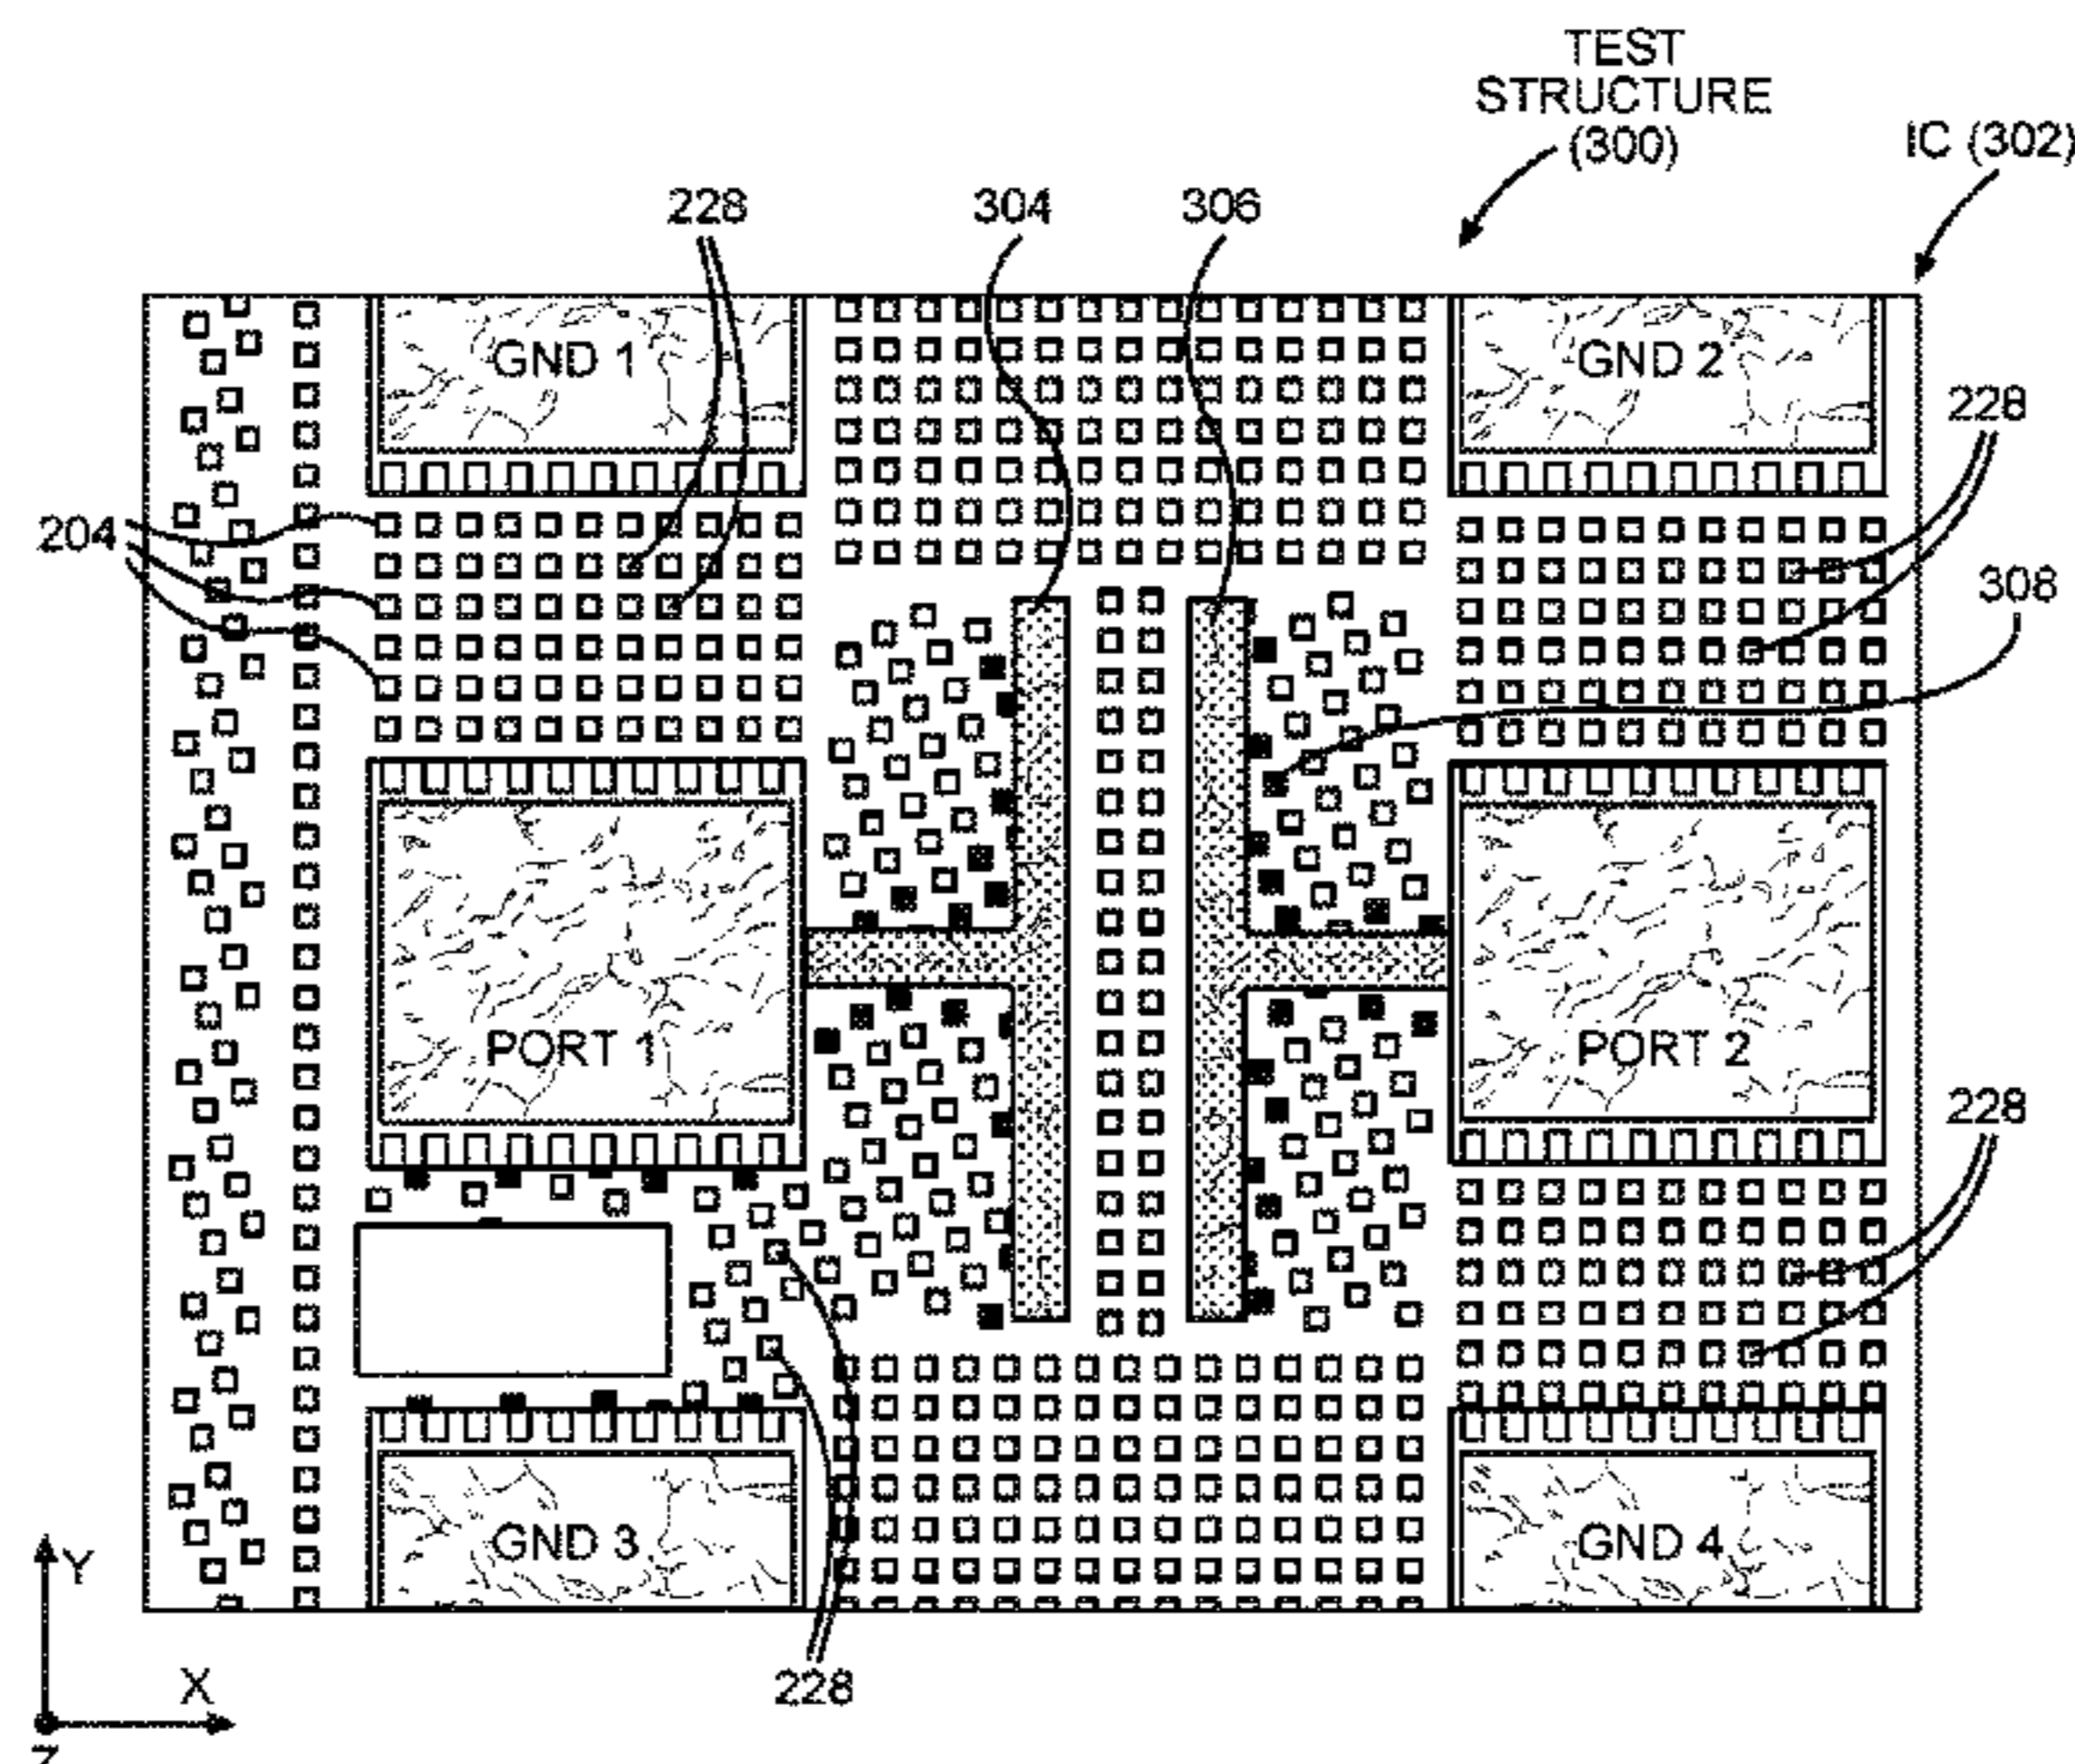 TEST
STRUCTURE
(300)
IC (302)
228
304
306
GND 1
GND 2
228
204
308
PORT 1
PORT 2
228
GND 3
GND 4
Y
X
Z
228